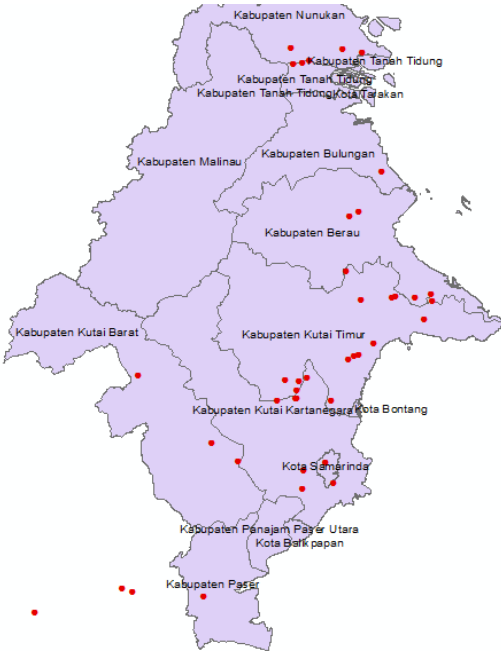 Kabupaten Nunukan
Kabupaten Tanah Tidung
Kabupaten Tanah Tidung
Kabupaten Tanah Tidung
Kota Tarakan
Kabupaten Malinau
Kabupaten Bulungan
Kabupaten Berau
Kabupaten Kutai Barat
Kabupaten Kutai Timur
Kabupaten Kutai Kartanegara
Kota Bontang
Kota Samarinda
Kabupaten Panajam Paser Utara
Kota Balikpapan
Kabupaten Paser